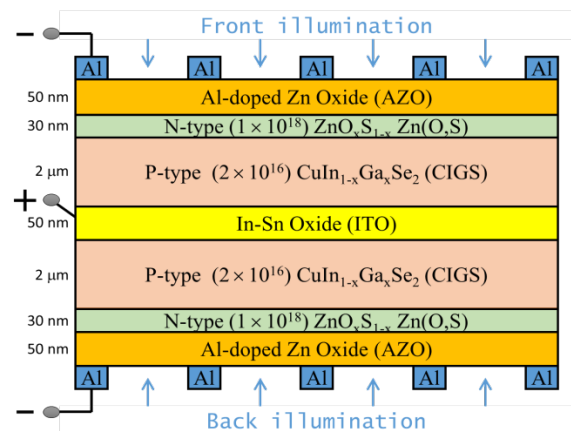 Front illumination
−
Al Al Al Al Al
50 nm Al-doped Zn Oxide (AZO)
30 nm N-type (1 × 10¹⁸) ZnOₓS₁₋ₓ Zn(O,S)
2 µm P-type (2 × 10¹⁶) CuIn₁₋ₓGaₓSe₂ (CIGS)
+
50 nm In-Sn Oxide (ITO)
2 µm P-type (2 × 10¹⁶) CuIn₁₋ₓGaₓSe₂ (CIGS)
30 nm N-type (1 × 10¹⁸) ZnOₓS₁₋ₓ Zn(O,S)
50 nm Al-doped Zn Oxide (AZO)
Al Al Al Al Al
−
Back illumination